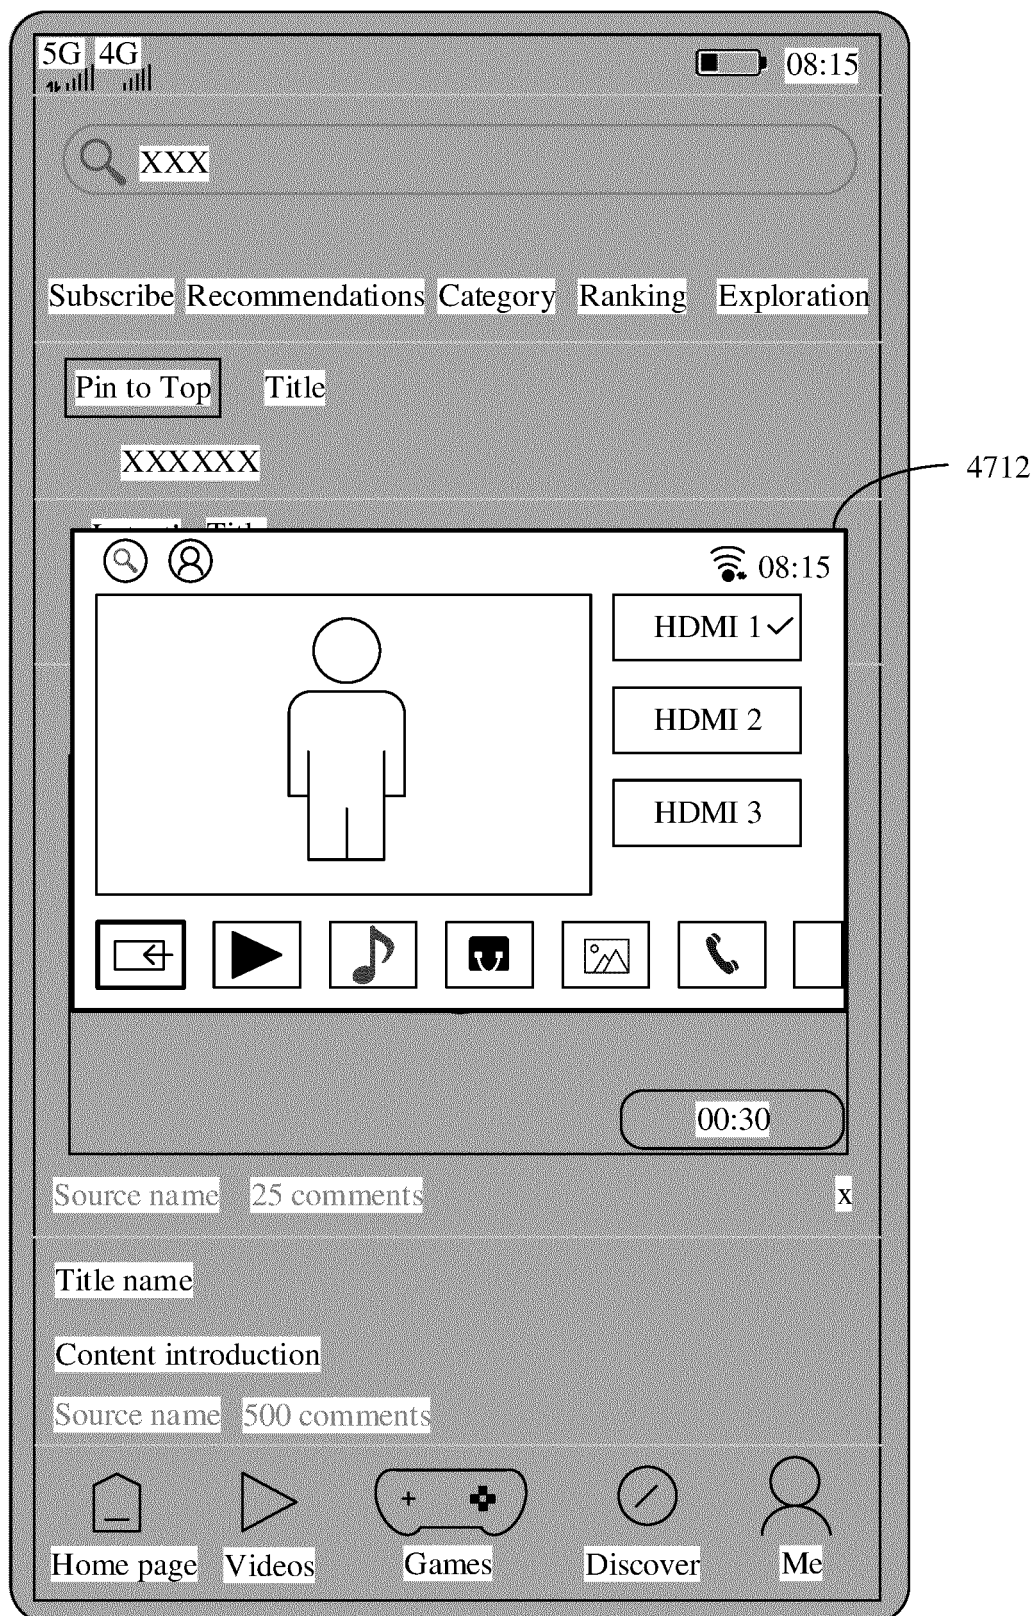 5G 4G
08:15
XXX
Subscribe Recommendations Category Ranking Exploration
Pin to Top Title
XXXXXX
4712
08:15
HDMI 1
HDMI 2
HDMI 3
00:30
Source name 25 comments x
Title name
Content introduction
Source name 500 comments
Home page Videos Games Discover Me